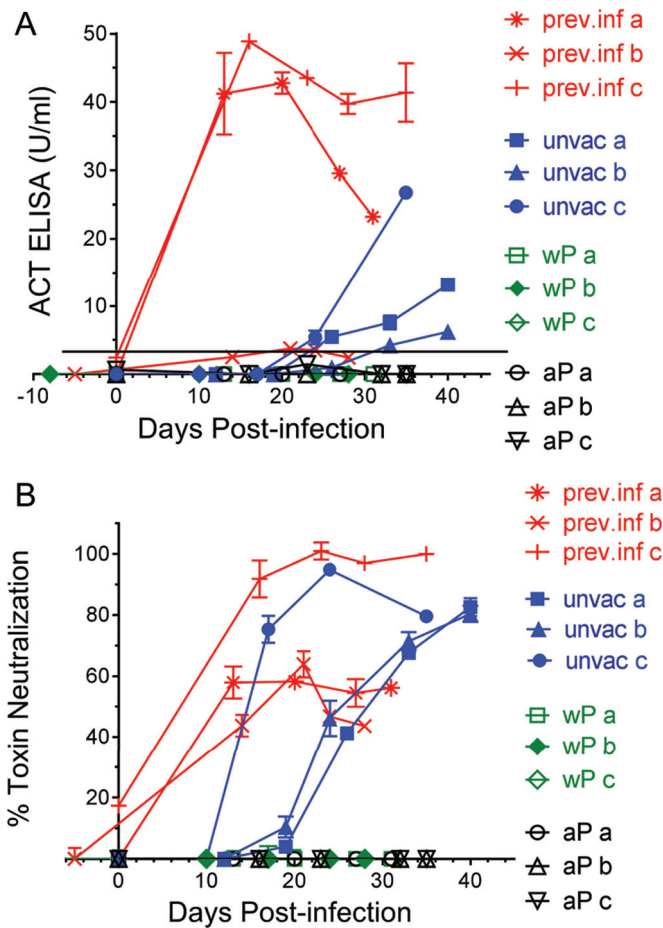 A
ACT ELISA (U/ml)
50
40
30
20
10
-10
0
10
20
30
40
Days Post-infection
prev.inf a
prev.inf b
prev.inf c
unvac a
unvac b
unvac c
wP a
wP b
wP c
aP a
aP b
aP c
B
% Toxin Neutralization
100
80
60
40
20
0
10
20
30
40
Days Post-infection
prev.inf a
prev.inf b
prev.inf c
unvac a
unvac b
unvac c
wP a
wP b
wP c
aP a
aP b
aP c